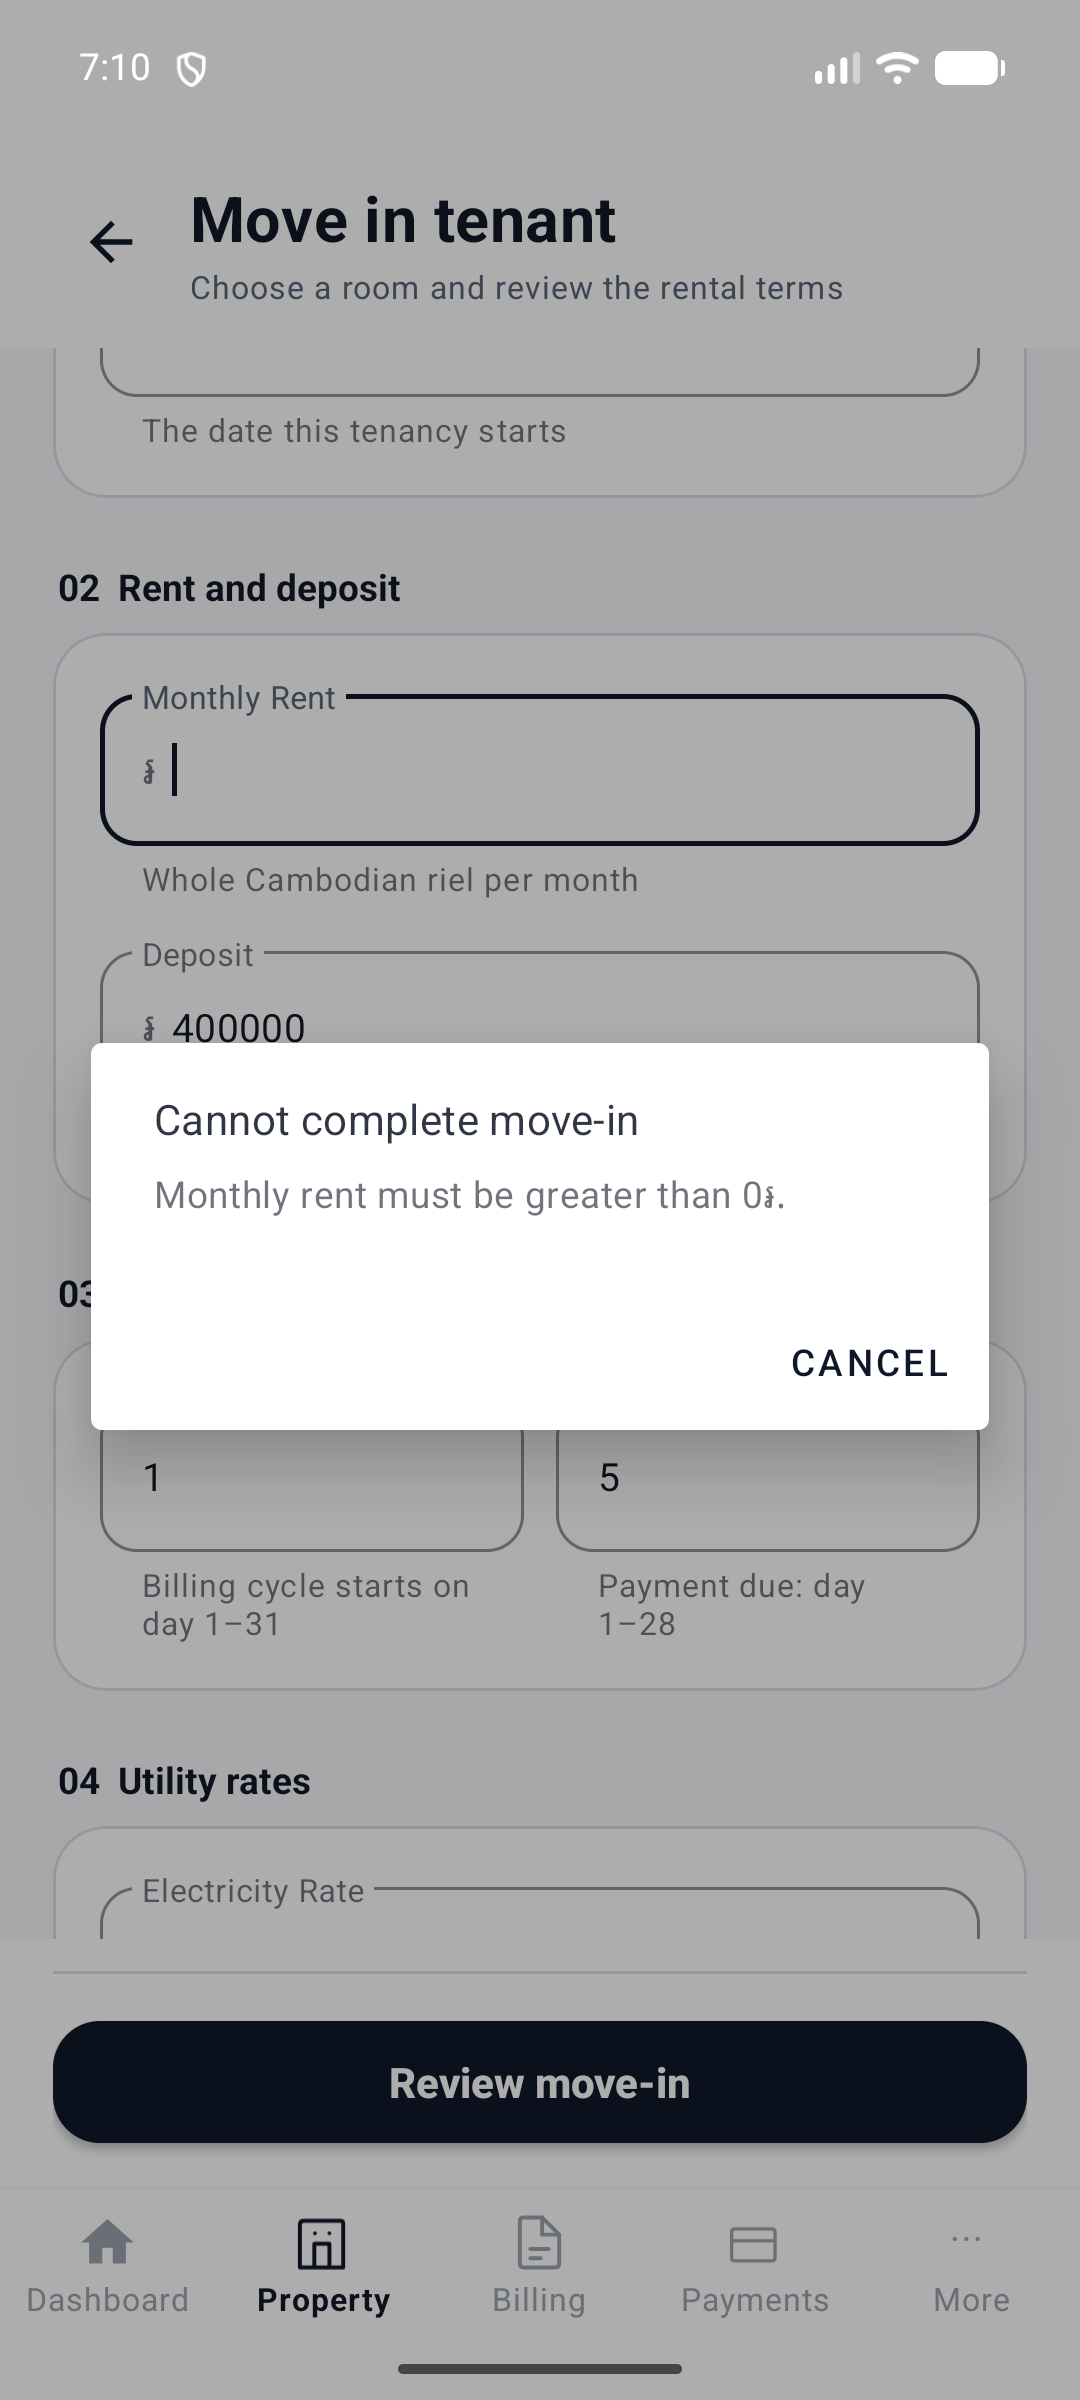 7:10
Move in tenant
Choose a room and review the rental terms
The date this tenancy starts
02 Rent and deposit
Monthly Rent
៛
Whole Cambodian riel per month
Deposit
៛ 400000
Cannot complete move-in
Monthly rent must be greater than 0៛.
CANCEL
03
1
5
Billing cycle starts on
day 1–31
Payment due: day
1–28
04 Utility rates
Electricity Rate
Review move-in
Dashboard
Property
Billing
Payments
More